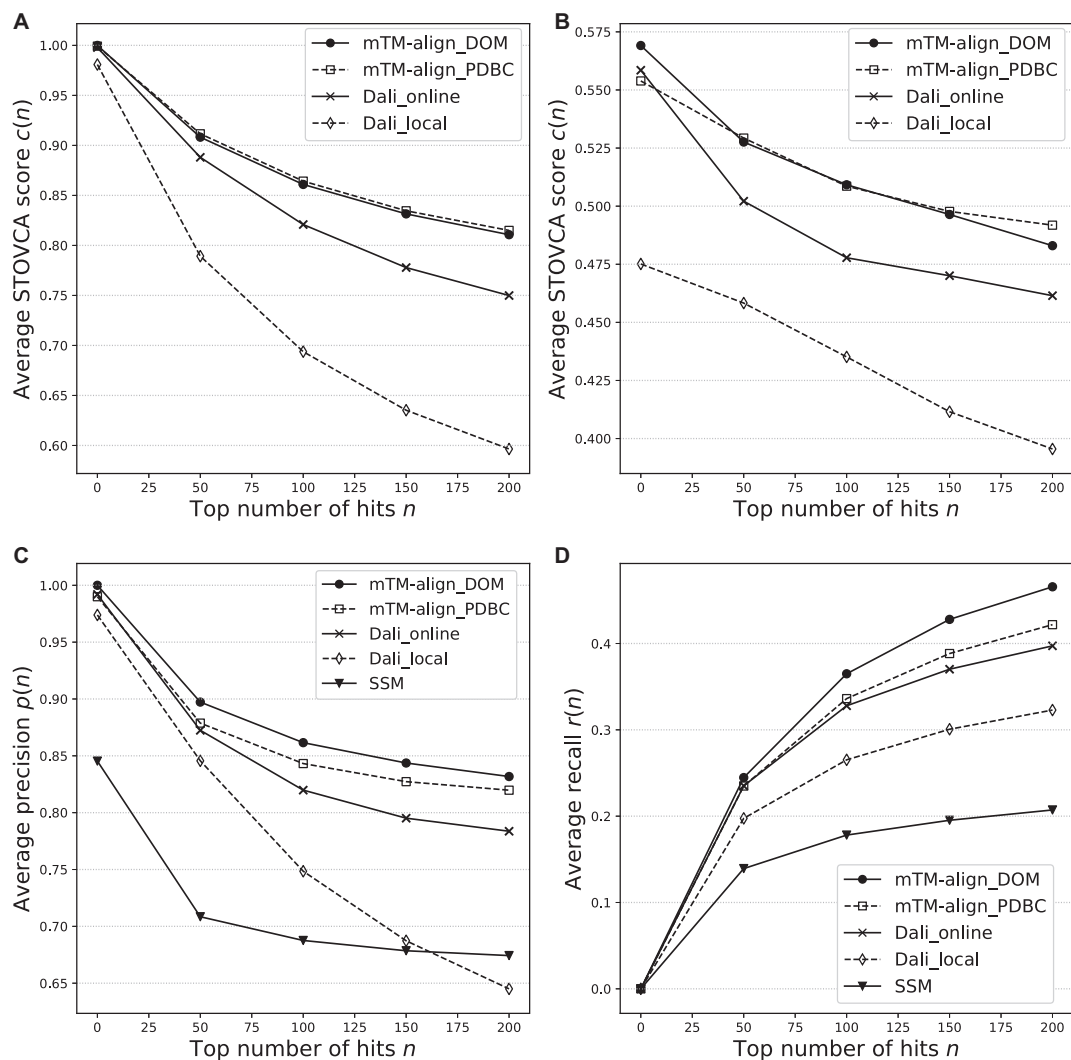 A
Average STOVCA score c(n)
1.00
0.95
0.90
0.85
0.80
0.75
0.70
0.65
0.60
mTM-align_DOM
mTM-align_PDBC
Dali_online
Dali_local
0 25 50 75 100 125 150 175 200
Top number of hits n
B
Average STOVCA score c(n)
0.575
0.550
0.525
0.500
0.475
0.450
0.425
0.400
mTM-align_DOM
mTM-align_PDBC
Dali_online
Dali_local
0 25 50 75 100 125 150 175 200
Top number of hits n
C
Average precision p(n)
1.00
0.95
0.90
0.85
0.80
0.75
0.70
0.65
mTM-align_DOM
mTM-align_PDBC
Dali_online
Dali_local
SSM
0 25 50 75 100 125 150 175 200
Top number of hits n
D
Average recall r(n)
0.4
0.3
0.2
0.1
0.0
mTM-align_DOM
mTM-align_PDBC
Dali_online
Dali_local
SSM
0 25 50 75 100 125 150 175 200
Top number of hits n